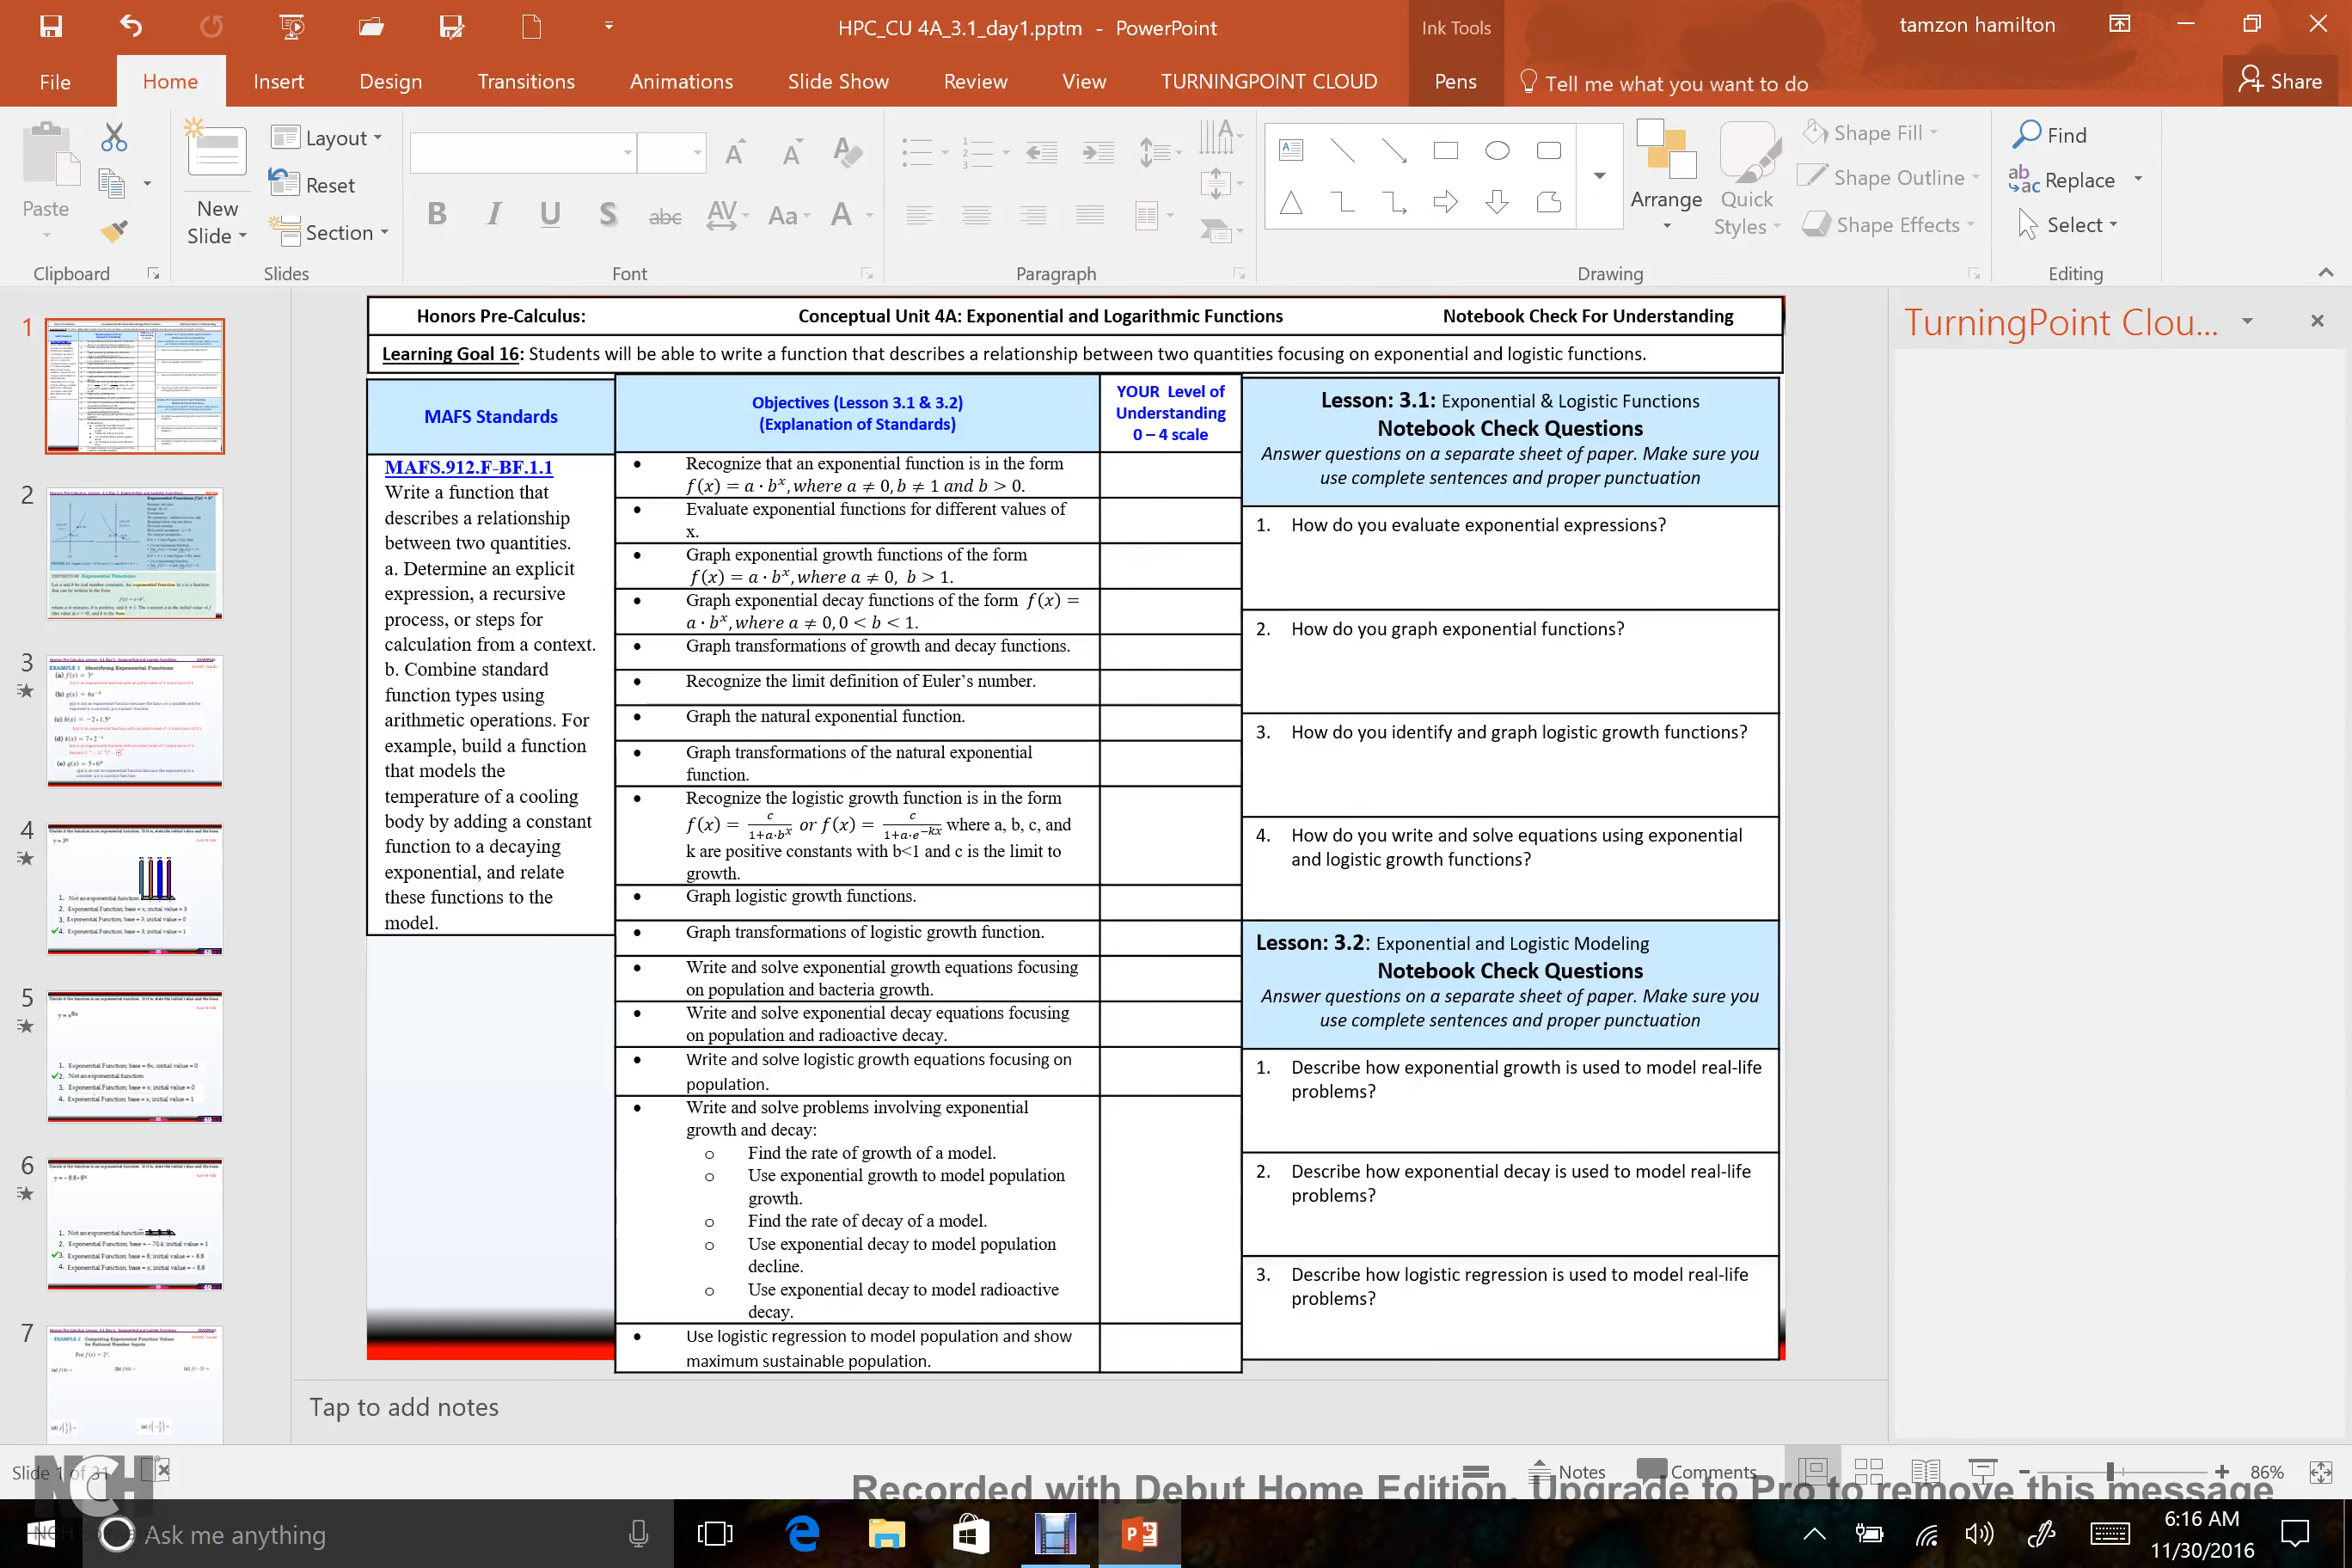 HPC_CU 4A_3.1_day1.pptm - PowerPoint
Ink Tools
tamzon hamilton
File
Home
Insert
Design
Transitions
Animations
Slide Show
Review
View
TURNINGPOINT CLOUD
Pens
Tell me what you want to do
Share
Paste
New
Slide
Layout
Reset
Section
Shape Fill
Shape Outline
Shape Effects
Arrange
Quick
Styles
Find
Replace
Select
Clipboard
Slides
Font
Paragraph
Drawing
Editing
Honors Pre-Calculus: Conceptual Unit 4A: Exponential and Logarithmic Functions Notebook Check For Understanding
Learning Goal 16: Students will be able to write a function that describes a relationship between two quantities focusing on exponential and logistic functions.
MAFS Standards
MAFS.912.F-BF.1.1
Write a function that
describes a relationship
between two quantities.
a. Determine an explicit
expression, a recursive
process, or steps for
calculation from a context.
b. Combine standard
function types using
arithmetic operations. For
example, build a function
that models the
temperature of a cooling
body by adding a constant
function to a decaying
exponential, and relate
these functions to the
model.
Objectives (Lesson 3.1 & 3.2)
(Explanation of Standards)
YOUR Level of
Understanding
0 – 4 scale
• Recognize that an exponential function is in the form
f(x) = a · b^x, where a ≠ 0, b ≠ 1 and b > 0.
• Evaluate exponential functions for different values of
x.
• Graph exponential growth functions of the form
f(x) = a · b^x, where a ≠ 0, b > 1.
• Graph exponential decay functions of the form f(x) =
a · b^x, where a ≠ 0, 0 < b < 1.
• Graph transformations of growth and decay functions.
• Recognize the limit definition of Euler's number.
• Graph the natural exponential function.
• Graph transformations of the natural exponential
function.
• Recognize the logistic growth function is in the form
f(x) = c/(1+a·b^x) or f(x) = c/(1+a·e^−kx) where a, b, c, and
k are positive constants with b<1 and c is the limit to
growth.
• Graph logistic growth functions.
• Graph transformations of logistic growth function.
• Write and solve exponential growth equations focusing
on population and bacteria growth.
• Write and solve exponential decay equations focusing
on population and radioactive decay.
• Write and solve logistic growth equations focusing on
population.
• Write and solve problems involving exponential
growth and decay:
o Find the rate of growth of a model.
o Use exponential growth to model population
growth.
o Find the rate of decay of a model.
o Use exponential decay to model population
decline.
o Use exponential decay to model radioactive
decay.
• Use logistic regression to model population and show
maximum sustainable population.
Lesson: 3.1: Exponential & Logistic Functions
Notebook Check Questions
Answer questions on a separate sheet of paper. Make sure you
use complete sentences and proper punctuation
1. How do you evaluate exponential expressions?
2. How do you graph exponential functions?
3. How do you identify and graph logistic growth functions?
4. How do you write and solve equations using exponential
and logistic growth functions?
Lesson: 3.2: Exponential and Logistic Modeling
Notebook Check Questions
Answer questions on a separate sheet of paper. Make sure you
use complete sentences and proper punctuation
1. Describe how exponential growth is used to model real-life
problems?
2. Describe how exponential decay is used to model real-life
problems?
3. Describe how logistic regression is used to model real-life
problems?
TurningPoint Clou...
1
2
3
4
5
6
7
Tap to add notes
Slide 1 of 31
NCH
Notes
Comments
86%
Recorded with Debut Home Edition. Upgrade to Pro to remove this message
Ask me anything
6:16 AM
11/30/2016